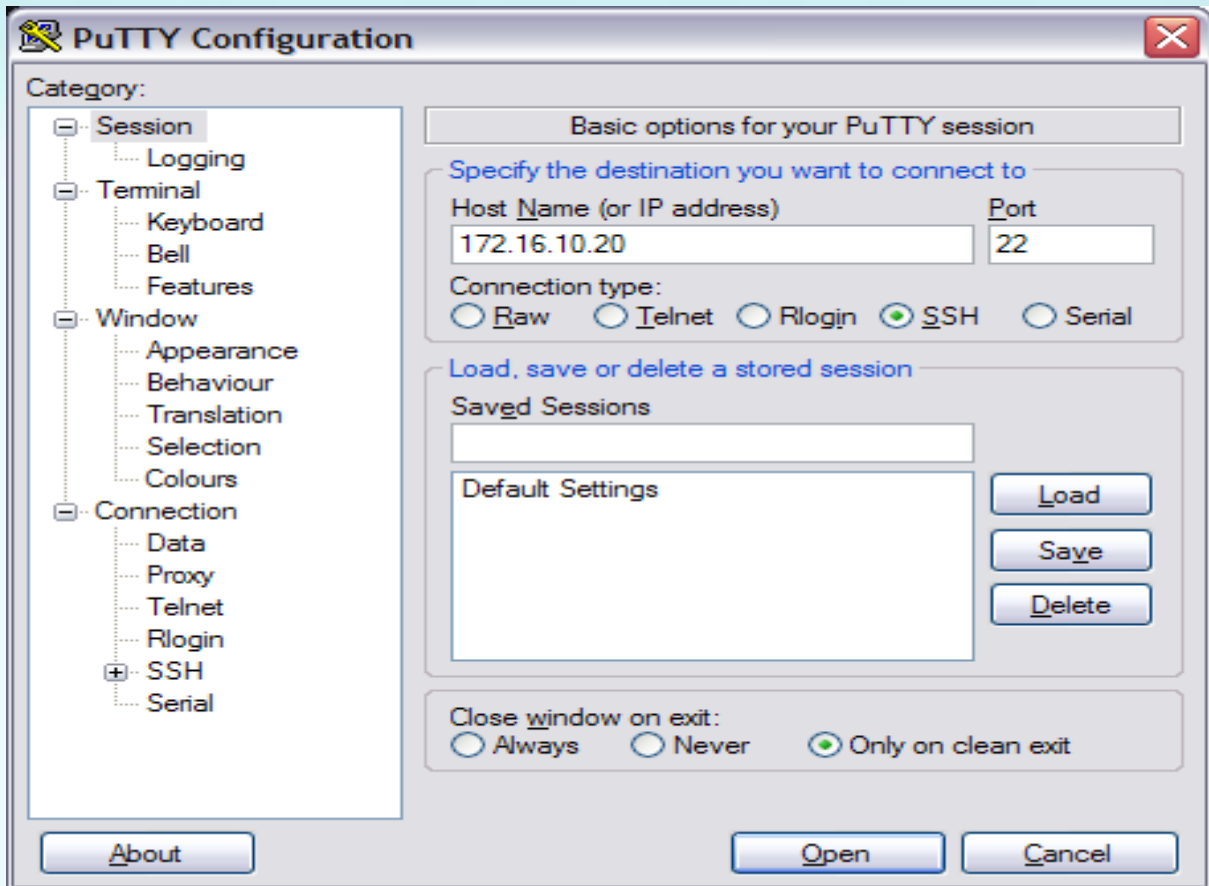 PuTTY Configuration
Category:
Session
Logging
Terminal
Keyboard
Bell
Features
Window
Appearance
Behaviour
Translation
Selection
Colours
Connection
Data
Proxy
Telnet
Rlogin
SSH
Serial
Basic options for your PuTTY session
Specify the destination you want to connect to
Host Name (or IP address) Port
172.16.10.20 22
Connection type:
Raw Telnet Rlogin SSH Serial
Load, save or delete a stored session
Saved Sessions
Default Settings
Load
Save
Delete
Close window on exit:
Always Never Only on clean exit
About Open Cancel